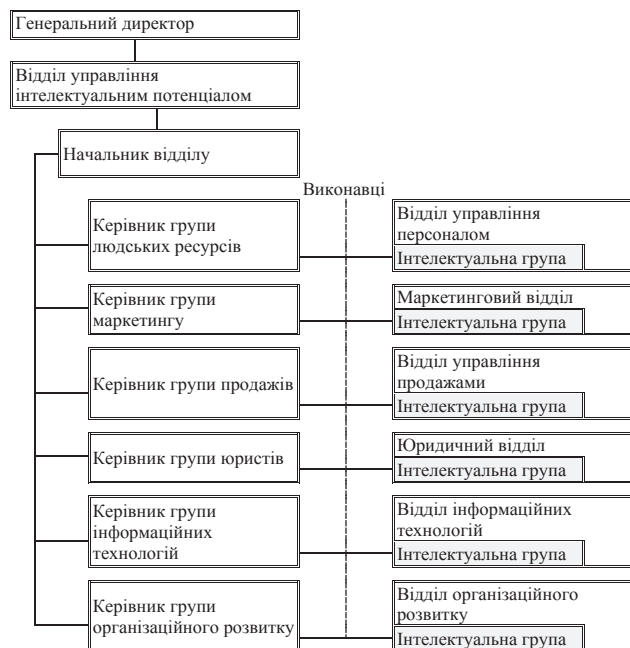 Генеральний директор
Відділ управління
інтелектуальним потенціалом
Начальник відділу
Виконавці
Керівник групи
людських ресурсів
Відділ управління
персоналом
Інтелектуальна група
Керівник групи
маркетингу
Маркетинговий відділ
Інтелектуальна група
Керівник групи продажів
Відділ управління
продажами
Інтелектуальна група
Керівник групи юристів
Юридичний відділ
Інтелектуальна група
Керівник групи
інформаційних
технологій
Відділ інформаційних
технологій
Інтелектуальна група
Керівник групи
організаційного розвитку
Відділ організаційного
розвитку
Інтелектуальна група